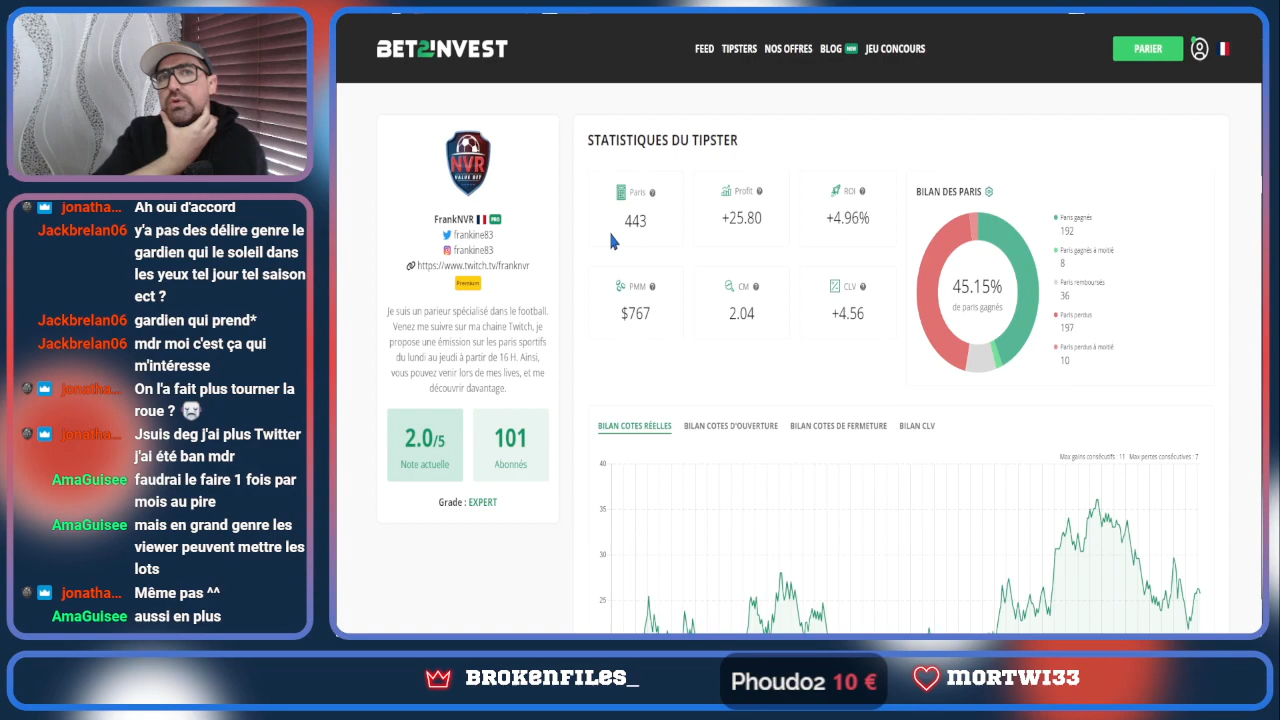 BET2INVEST
FEED TIPSTERS NOS OFFRES BLOG NEW JEU CONCOURS
PARIER
jonatha... Ah oui d'accord
Jackbrelan06 y'a pas des délire genre le
gardien qui le soleil dans
les yeux tel jour tel saison
ect ?
Jackbrelan06 gardien qui prend*
Jackbrelan06 mdr moi c'est ça qui
m'intéresse
jonatha... On l'a fait plus tourner la
roue ?
jonatha... Jsuis deg j'ai plus Twitter
j'ai été ban mdr
AmaGuisee faudrai le faire 1 fois par
mois au pire
AmaGuisee mais en grand genre les
viewer peuvent mettre les
lots
jonatha... Même pas ^^
AmaGuisee aussi en plus
NVR
VALUE BET
FrankNVR PRO
frankine83
frankine83
https://www.twitch.tv/franknvr
Premium
Je suis un parieur spécialisé dans le football.
Venez me suivre sur ma chaine Twitch, je
propose une émission sur les paris sportifs
du lundi au jeudi à partir de 16 H. Ainsi,
vous pouvez venir lors de mes lives, et me
découvrir davantage.
2.0/5
Note actuelle
101
Abonnés
Grade : EXPERT
STATISTIQUES DU TIPSTER
Paris
443
Profit
+25.80
ROI
+4.96%
PMM
$767
CM
2.04
CLV
+4.56
BILAN DES PARIS
45.15%
de paris gagnés
Paris gagnés
192
Paris gagnés à moitié
8
Paris remboursés
36
Paris perdus
197
Paris perdus à moitié
10
BILAN COTES RÉELLES BILAN COTES D'OUVERTURE BILAN COTES DE FERMETURE BILAN CLV
Max gains consécutifs : 11 Max pertes consécutives : 7
40
35
30
25
BROKENFILES_
Phoudo2 10 €
MORTWI33